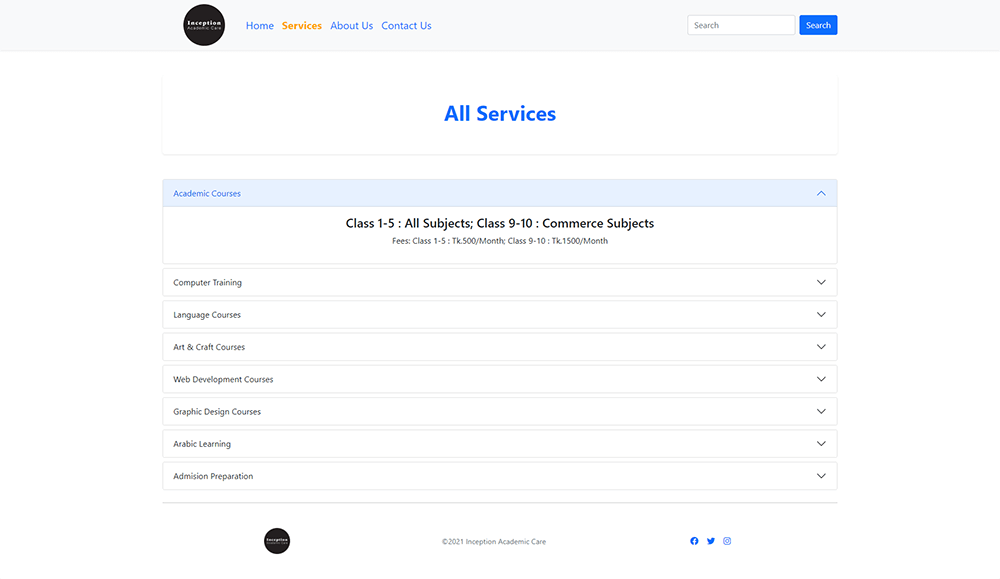 Inception
Academic Care
Home Services About Us Contact Us
Search Search
All Services
Academic Courses
Class 1-5 : All Subjects; Class 9-10 : Commerce Subjects
Fees: Class 1-5 : Tk.500/Month; Class 9-10 : Tk.1500/Month
Computer Training
Language Courses
Art & Craft Courses
Web Development Courses
Graphic Design Courses
Arabic Learning
Admision Preparation
Inception
Academic Care
©2021 Inception Academic Care